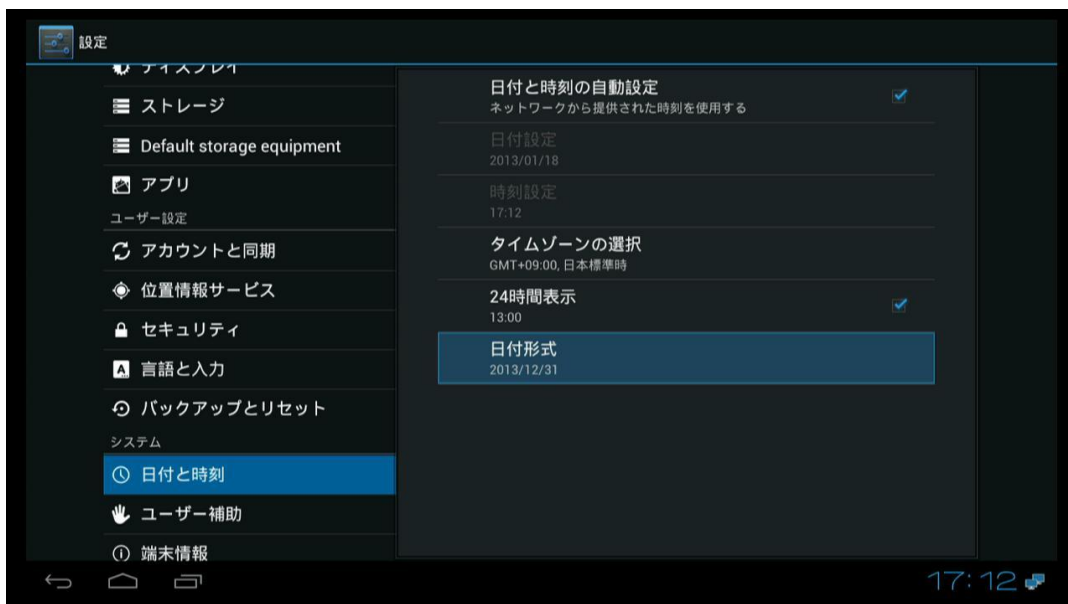 設定
ディスプレイ
ストレージ
Default storage equipment
アプリ
ユーザー設定
アカウントと同期
位置情報サービス
セキュリティ
言語と入力
バックアップとリセット
システム
日付と時刻
ユーザー補助
端末情報
日付と時刻の自動設定
ネットワークから提供された時刻を使用する
日付設定
2013/01/18
時刻設定
17:12
タイムゾーンの選択
GMT+09:00, 日本標準時
24時間表示
13:00
日付形式
2013/12/31
17:12